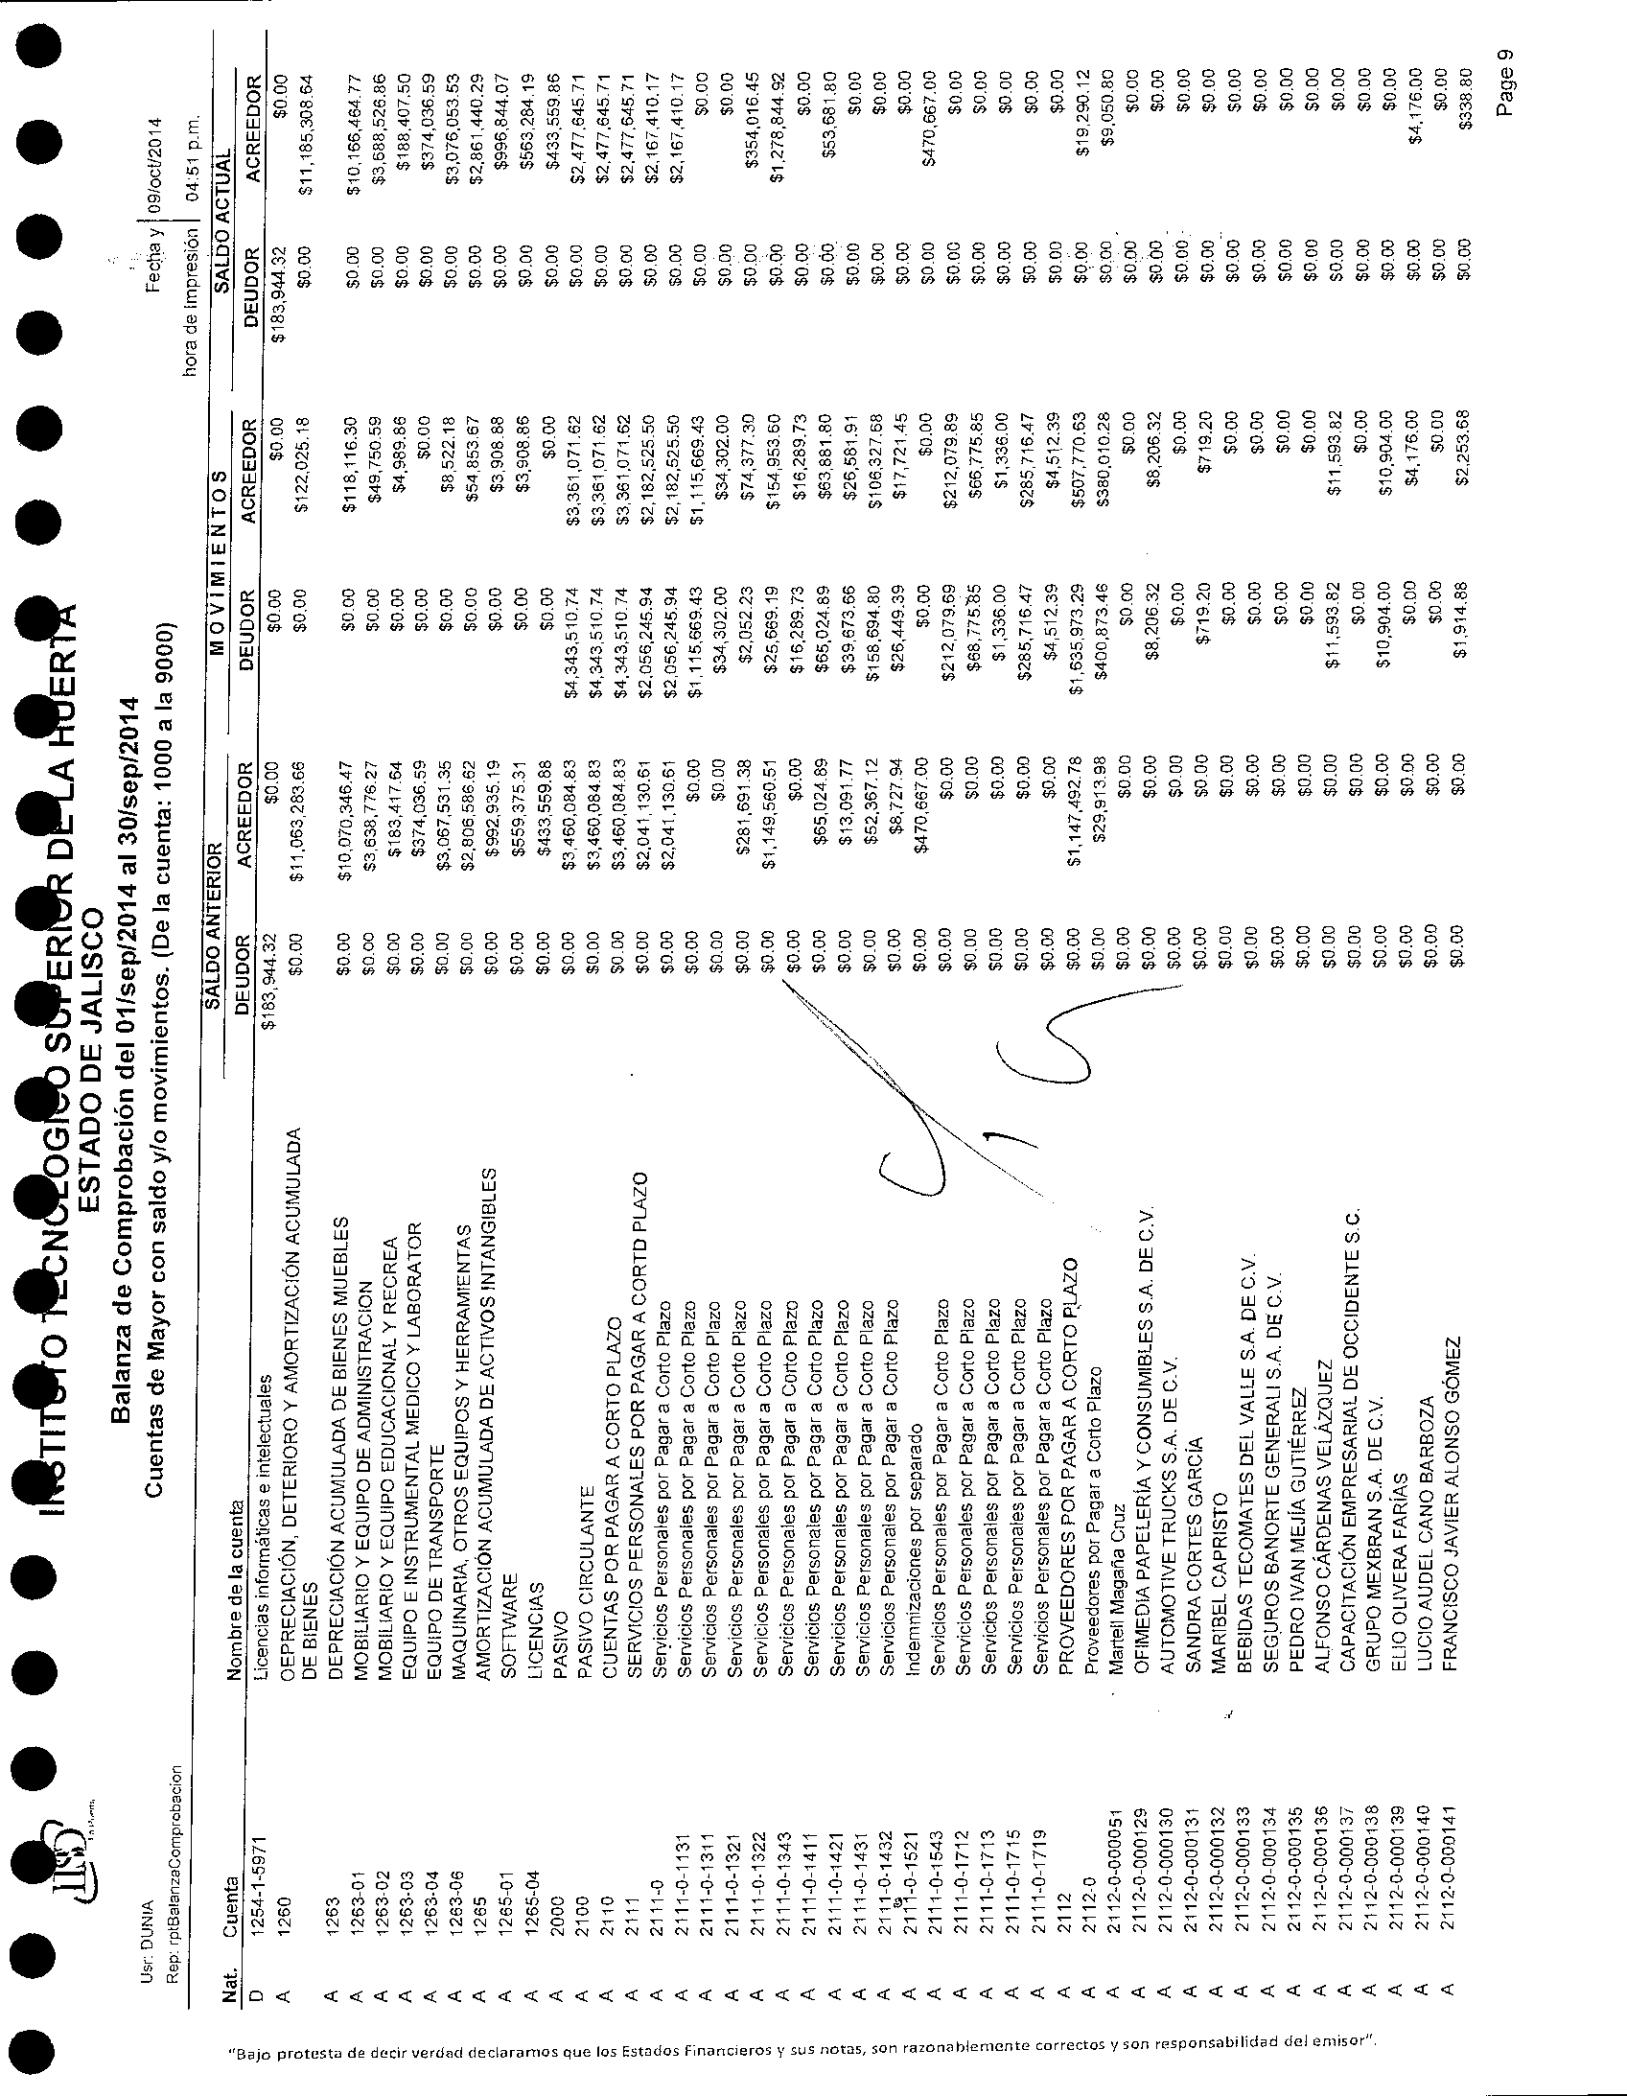 INSTITUTO TECNOLOGICO SUPERIOR DE LA HUERTA
ESTADO DE JALISCO
Balanza de Comprobación del 01/sep/2014 al 30/sep/2014
Cuentas de Mayor con saldo y/o movimientos. (De la cuenta: 1000 a la 9000)
Usr: DUNIA
Rep: rptBalanzaComprobacion
Fecha y 09/oct/2014
hora de Impresión 04:51 p.m.
SALDO ANTERIOR MOVIMIENTOS SALDO ACTUAL
Nat. Cuenta Nombre de la cuenta DEUDOR ACREEDOR DEUDOR ACREEDOR DEUDOR ACREEDOR
D 1254-1-5971 Licencias informáticas e intelectuales $183,944.32 $0.00 $0.00 $0.00 $183,944.32 $0.00
A 1260 OEPRECIACIÓN, DETERIORO Y AMORTIZACIÓN ACUMULADA $0.00 $11,063,283.66 $0.00 $122,025.18 $0.00 $11,185,308.64
DE BIENES
A 1263 DEPRECIACIÓN ACUMULADA DE BIENES MUEBLES $0.00 $10,070,346.47 $0.00 $118,116.30 $0.00 $10,166,464.77
A 1263-01 MOBILIARIO Y EQUIPO DE ADMINISTRACION $0.00 $3,638,776.27 $0.00 $49,750.59 $0.00 $3,688,526.86
A 1263-02 MOBILIARIO Y EQUIPO EDUCACIONAL Y RECREA $0.00 $183,417.64 $0.00 $4,989.86 $0.00 $188,407.50
A 1263-03 EQUIPO E INSTRUMENTAL MEDICO Y LABORATOR $0.00 $374,036.59 $0.00 $0.00 $0.00 $374,036.59
A 1263-04 EQUIPO DE TRANSPORTE $0.00 $3,067,531.35 $0.00 $8,522.18 $0.00 $3,076,053.53
A 1263-06 MAQUINARIA, OTROS EQUIPOS Y HERRAMIENTAS $0.00 $2,806,586.62 $0.00 $54,853.67 $0.00 $2,861,440.29
A 1265 AMORTIZACIÓN ACUMULADA DE ACTIVOS INTANGIBLES $0.00 $992,935.19 $0.00 $3,908.88 $0.00 $996,844.07
A 1265-01 SOFTWARE $0.00 $559,375.31 $0.00 $3,908.86 $0.00 $563,284.19
A 1265-04 LICENCIAS $0.00 $433,559.88 $0.00 $0.00 $0.00 $433,559.86
A 2000 PASIVO $0.00 $3,460,084.83 $4,343,510.74 $3,361,071.62 $0.00 $2,477,645.71
A 2100 PASIVO CIRCULANTE $0.00 $3,460,084.83 $4,343,510.74 $3,361,071.62 $0.00 $2,477,645.71
A 2110 CUENTAS POR PAGAR A CORTO PLAZO $0.00 $3,460,084.83 $4,343,510.74 $3,361,071.62 $0.00 $2,477,645.71
A 2111 SERVICIOS PERSONALES POR PAGAR A CORTD PLAZO $0.00 $2,041,130.61 $2,056,245.94 $2,182,525.50 $0.00 $2,167,410.17
A 2111-0 Servicios Personales por Pagar a Corto Plazo $0.00 $2,041,130.61 $2,056,245.94 $2,182,525.50 $0.00 $2,167,410.17
A 2111-0-1131 Servicios Personales por Pagar a Corto Plazo $0.00 $0.00 $1,115,669.43 $1,115,669.43 $0.00 $0.00
A 2111-0-1311 Servicios Personales por Pagar a Corto Plazo $0.00 $0.00 $34,302.00 $34,302.00 $0.00 $0.00
A 2111-0-1321 Servicios Personales por Pagar a Corto Plazo $0.00 $281,691.38 $2,052.23 $74,377.30 $0.00 $354,016.45
A 2111-0-1322 Servicios Personales por Pagar a Corto Plazo $0.00 $1,149,560.51 $25,669.19 $154,953.60 $0.00 $1,278,844.92
A 2111-0-1343 Servicios Personales por Pagar a Corto Plazo $0.00 $0.00 $16,289.73 $16,289.73 $0.00 $0.00
A 2111-0-1411 Servicios Personales por Pagar a Corto Plazo $0.00 $65,024.89 $65,024.89 $63,881.80 $0.00 $53,681.80
A 2111-0-1421 Servicios Personales por Pagar a Corto Plazo $0.00 $13,091.77 $39,673.66 $26,581.91 $0.00 $0.00
A 2111-0-1431 Servicios Personales por Pagar a Corto Plazo $0.00 $52,367.12 $158,694.80 $106,327.68 $0.00 $0.00
A 2111-0-1432 Servicios Personales por Pagar a Corto Plazo $0.00 $8,727.94 $26,449.39 $17,721.45 $0.00 $0.00
A 2111-0-1521 Indemnizaciones por separado $0.00 $470,667.00 $0.00 $0.00 $0.00 $470,667.00
A 2111-0-1543 Servicios Personales por Pagar a Corto Plazo $0.00 $0.00 $212,079.69 $212,079.89 $0.00 $0.00
A 2111-0-1712 Servicios Personales por Pagar a Corto Plazo $0.00 $0.00 $68,775.85 $66,775.85 $0.00 $0.00
A 2111-0-1713 Servicios Personales por Pagar a Corto Plazo $0.00 $0.00 $1,336.00 $1,336.00 $0.00 $0.00
A 2111-0-1715 Servicios Personales por Pagar a Corto Plazo $0.00 $0.00 $285,716.47 $285,716.47 $0.00 $0.00
A 2111-0-1719 Servicios Personales por Pagar a Corto Plazo $0.00 $0.00 $4,512.39 $4,512.39 $0.00 $0.00
A 2112 PROVEEDORES POR PAGAR A CORTO PLAZO $0.00 $1,147,492.78 $1,635,973.29 $507,770.63 $0.00 $19,290.12
A 2112-0 Proveedores por Pagar a Corto Plazo $0.00 $29,913.98 $400,873.46 $380,010.28 $0.00 $9,050.80
A 2112-0-000051 Martell Magaña Cruz $0.00 $0.00 $0.00 $0.00 $0.00 $0.00
A 2112-0-000129 OFIMEDIA PAPELERÍA Y CONSUMIBLES S.A. DE C.V. $0.00 $0.00 $8,206.32 $8,206.32 $0.00 $0.00
A 2112-0-000130 AUTOMOTIVE TRUCKS S.A. DE C.V. $0.00 $0.00 $0.00 $0.00 $0.00 $0.00
A 2112-0-000131 SANDRA CORTES GARCÍA $0.00 $0.00 $719.20 $719.20 $0.00 $0.00
A 2112-0-000132 MARIBEL CAPRISTO $0.00 $0.00 $0.00 $0.00 $0.00 $0.00
A 2112-0-000133 BEBIDAS TECOMATES DEL VALLE S.A. DE C.V. $0.00 $0.00 $0.00 $0.00 $0.00 $0.00
A 2112-0-000134 SEGUROS BANORTE GENERALI S.A. DE C.V. $0.00 $0.00 $0.00 $0.00 $0.00 $0.00
A 2112-0-000135 PEDRO IVAN MEJÍA GUTIÉRREZ $0.00 $0.00 $0.00 $0.00 $0.00 $0.00
A 2112-0-000136 ALFONSO CÁRDENAS VELÁZQUEZ $0.00 $0.00 $11,593.82 $11,593.82 $0.00 $0.00
A 2112-0-000137 CAPACITACIÓN EMPRESARIAL DE OCCIDENTE S.C. $0.00 $0.00 $0.00 $0.00 $0.00 $0.00
A 2112-0-000138 GRUPO MEXBRAN S.A. DE C.V. $0.00 $0.00 $10,904.00 $10,904.00 $0.00 $0.00
A 2112-0-000139 ELIO OLIVERA FARÍAS $0.00 $0.00 $0.00 $4,176.00 $0.00 $4,176.00
A 2112-0-000140 LUCIO AUDEL CANO BARBOZA $0.00 $0.00 $0.00 $0.00 $0.00 $0.00
A 2112-0-000141 FRANCISCO JAVIER ALONSO GÓMEZ $0.00 $0.00 $1,914.88 $2,253.68 $0.00 $338.80
"Bajo protesta de decir verdad declaramos que los Estados Financieros y sus notas, son razonablemente correctos y son responsabilidad del emisor".
Page 9